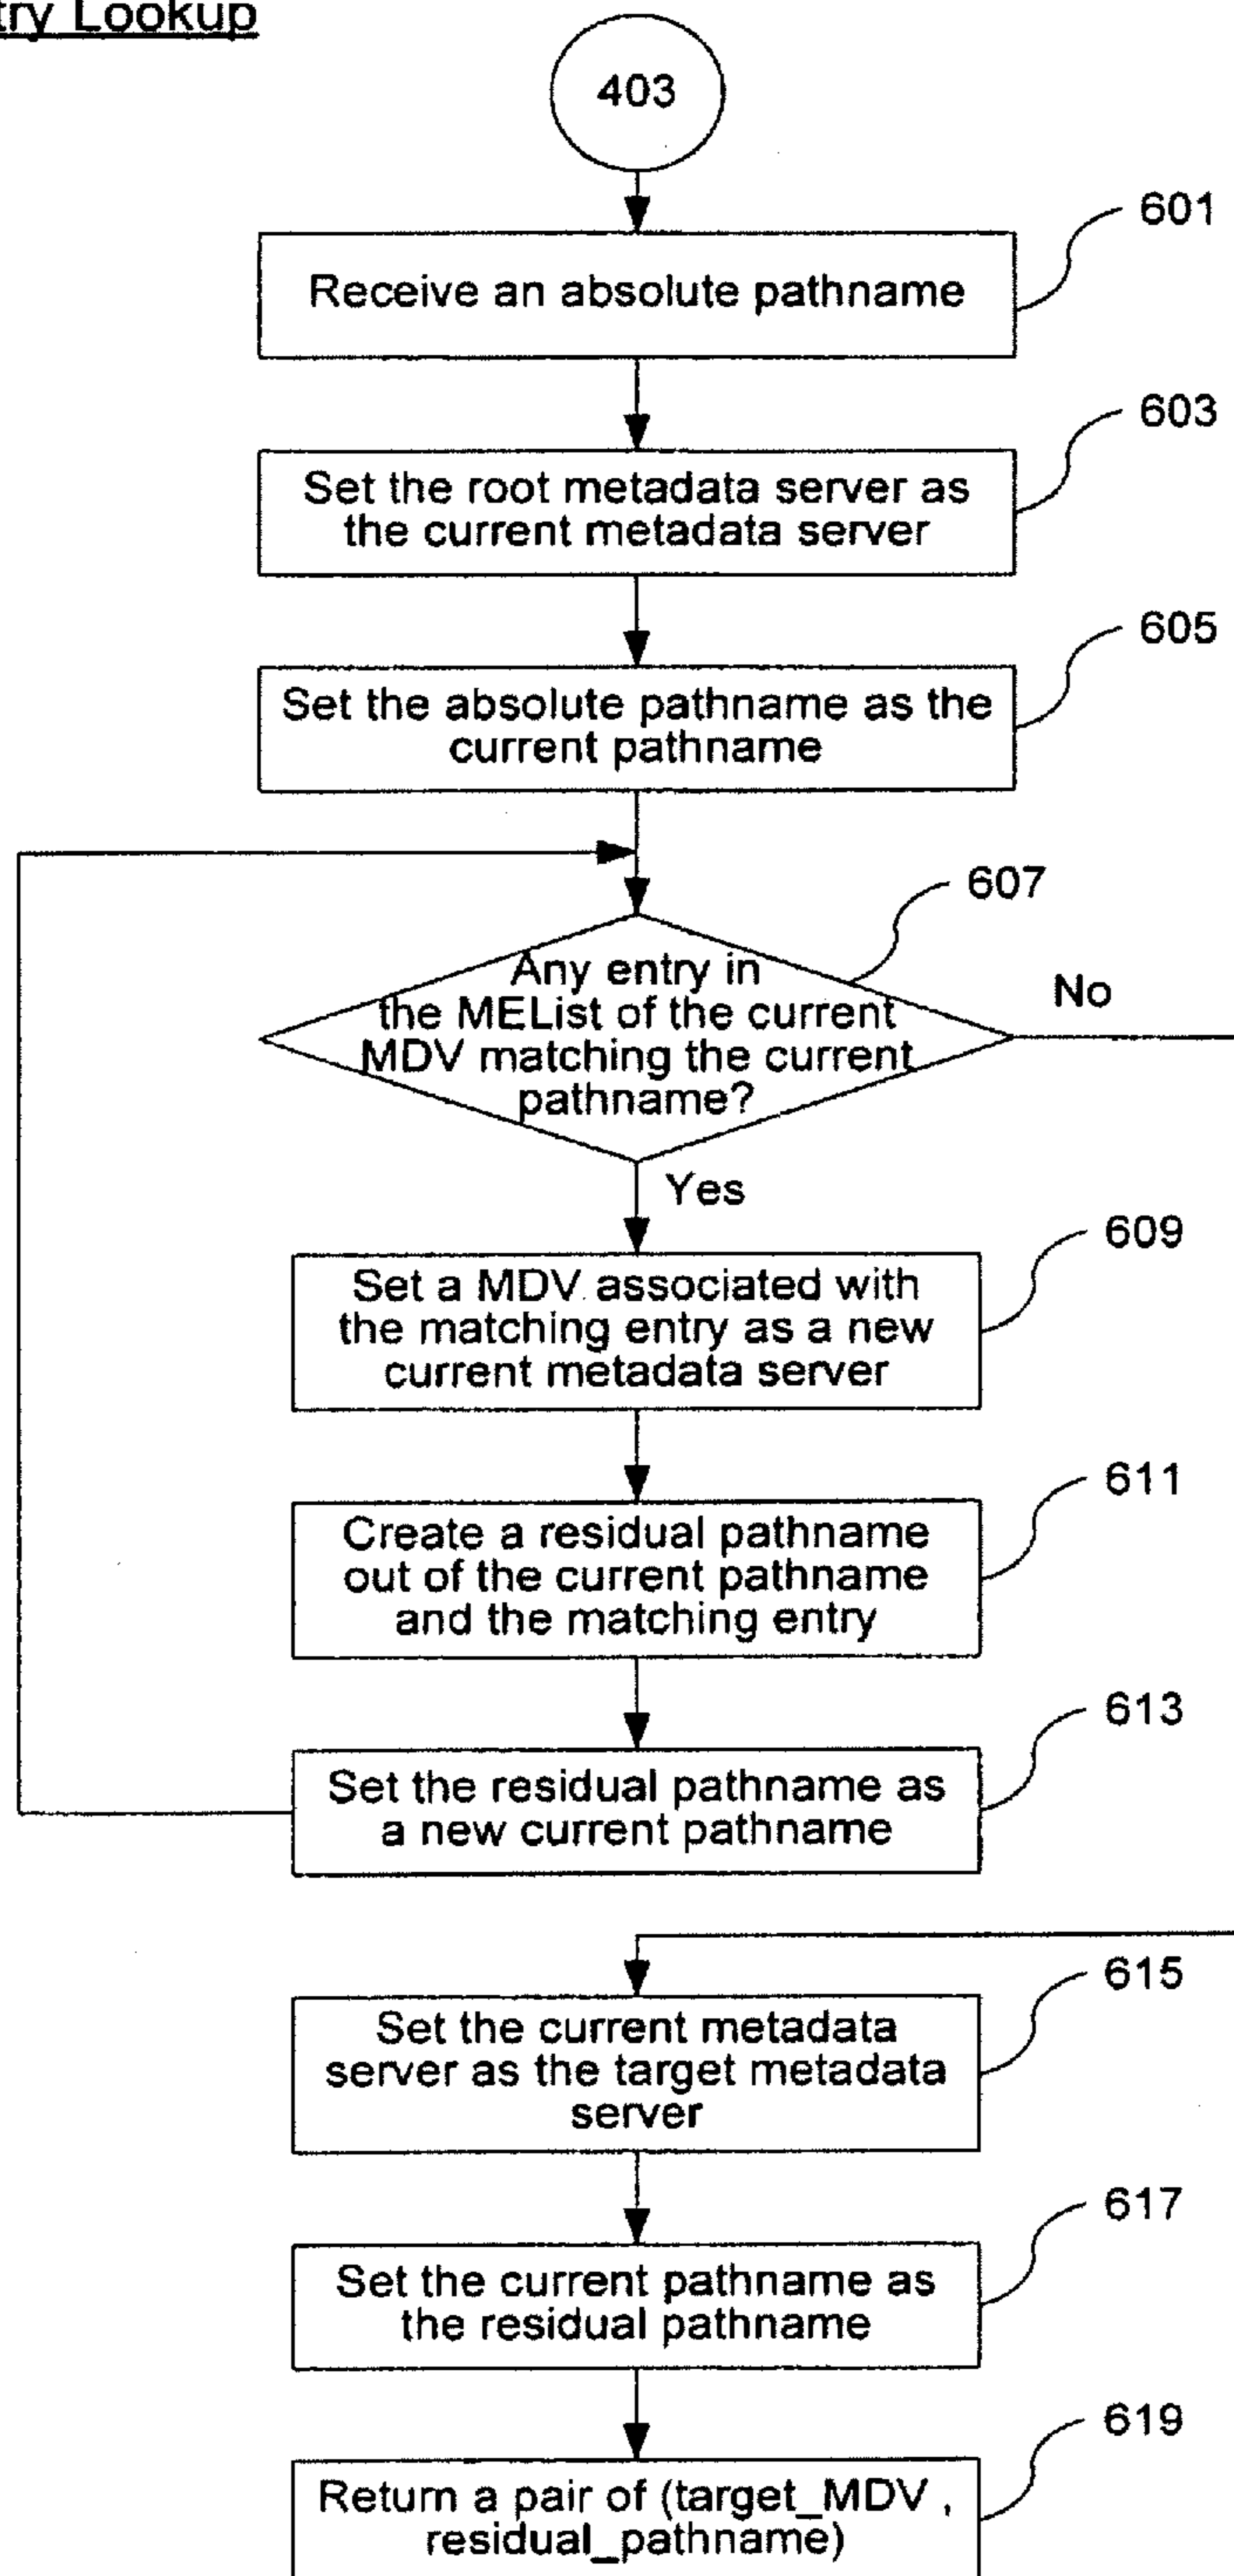 try Lookup
403
601
Receive an absolute pathname
603
Set the root metadata server as
the current metadata server
605
Set the absolute pathname as the
current pathname
607
Any entry in
the MEList of the current
MDV matching the current
pathname?
No
Yes
609
Set a MDV associated with
the matching entry as a new
current metadata server
611
Create a residual pathname
out of the current pathname
and the matching entry
613
Set the residual pathname as
a new current pathname
615
Set the current metadata
server as the target metadata
server
617
Set the current pathname as
the residual pathname
619
Return a pair of (target_MDV ,
residual_pathname)